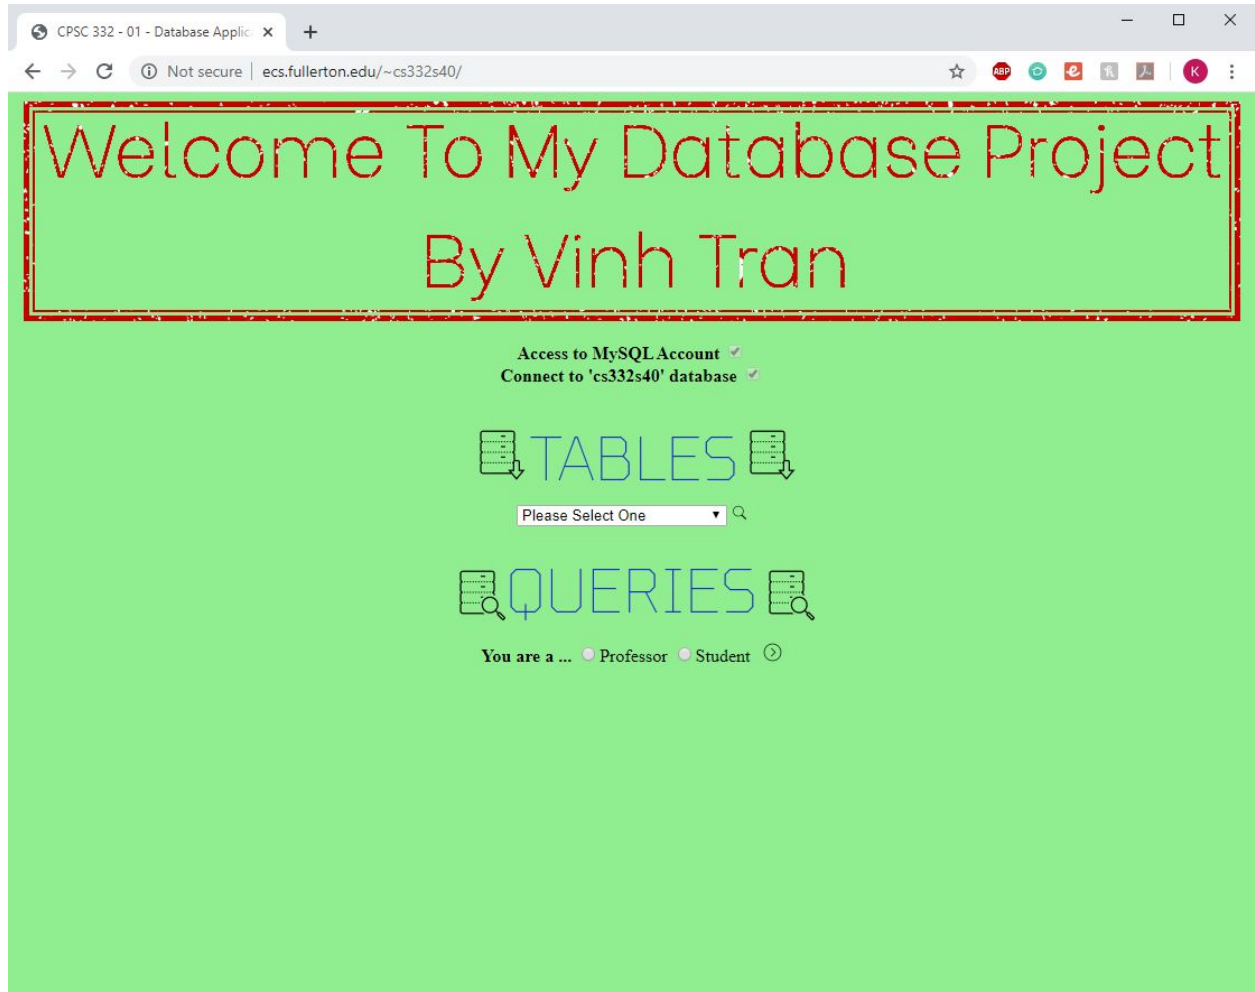 CPSC 332 - 01 - Database Applic
Not secure | ecs.fullerton.edu/~cs332s40/
ABP
K
Welcome To My Database Project
By Vinh Tran
Access to MySQL Account
Connect to 'cs332s40' database
TABLES
Please Select One
QUERIES
You are a ... Professor Student